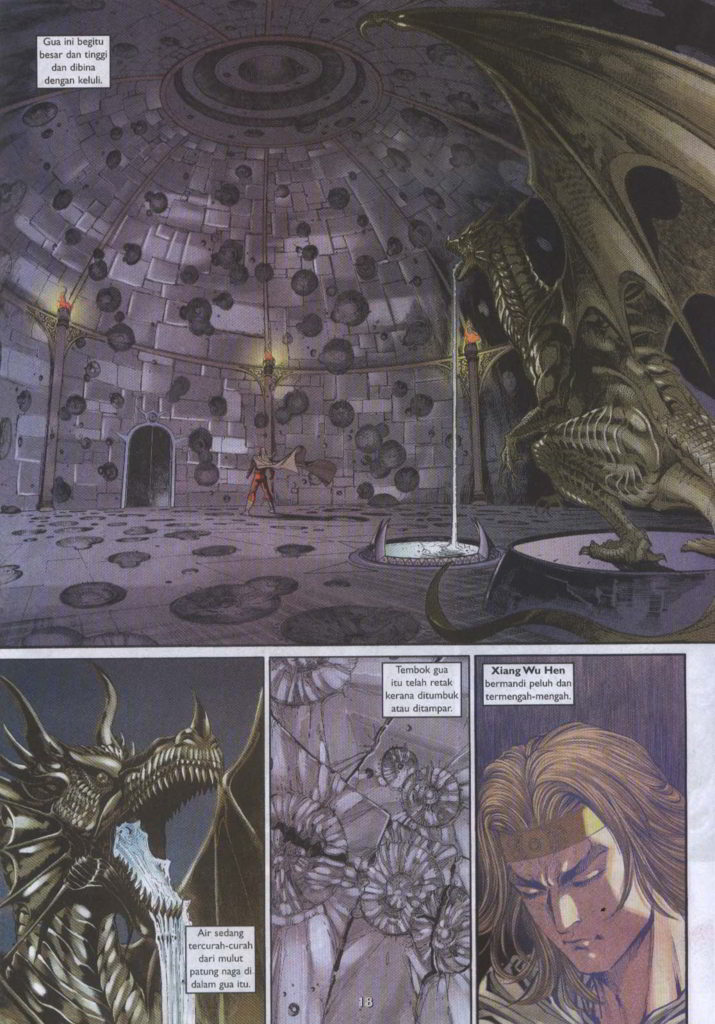 Gua ini begitu
besar dan tinggi
dan dibina
dengan keluli.
Air sedang
tercurah-curah
dari mulut
patung naga di
dalam gua itu.
Tembok gua
itu telah retak
kerana ditumbuk
atau ditampar.
Xiang Wu Hen
bermandi peluh dan
termengah-mengah.
18